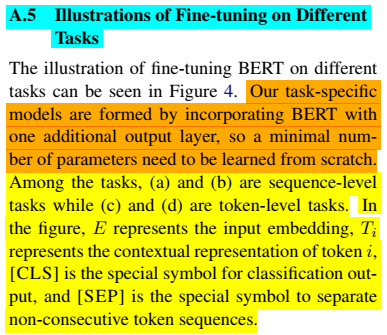 A.5 Illustrations of Fine-tuning on Different
Tasks
The illustration of fine-tuning BERT on different
tasks can be seen in Figure 4. Our task-specific
models are formed by incorporating BERT with
one additional output layer, so a minimal num-
ber of parameters need to be learned from scratch.
Among the tasks, (a) and (b) are sequence-level
tasks while (c) and (d) are token-level tasks. In
the figure, E represents the input embedding, Tᵢ
represents the contextual representation of token i,
[CLS] is the special symbol for classification out-
put, and [SEP] is the special symbol to separate
non-consecutive token sequences.